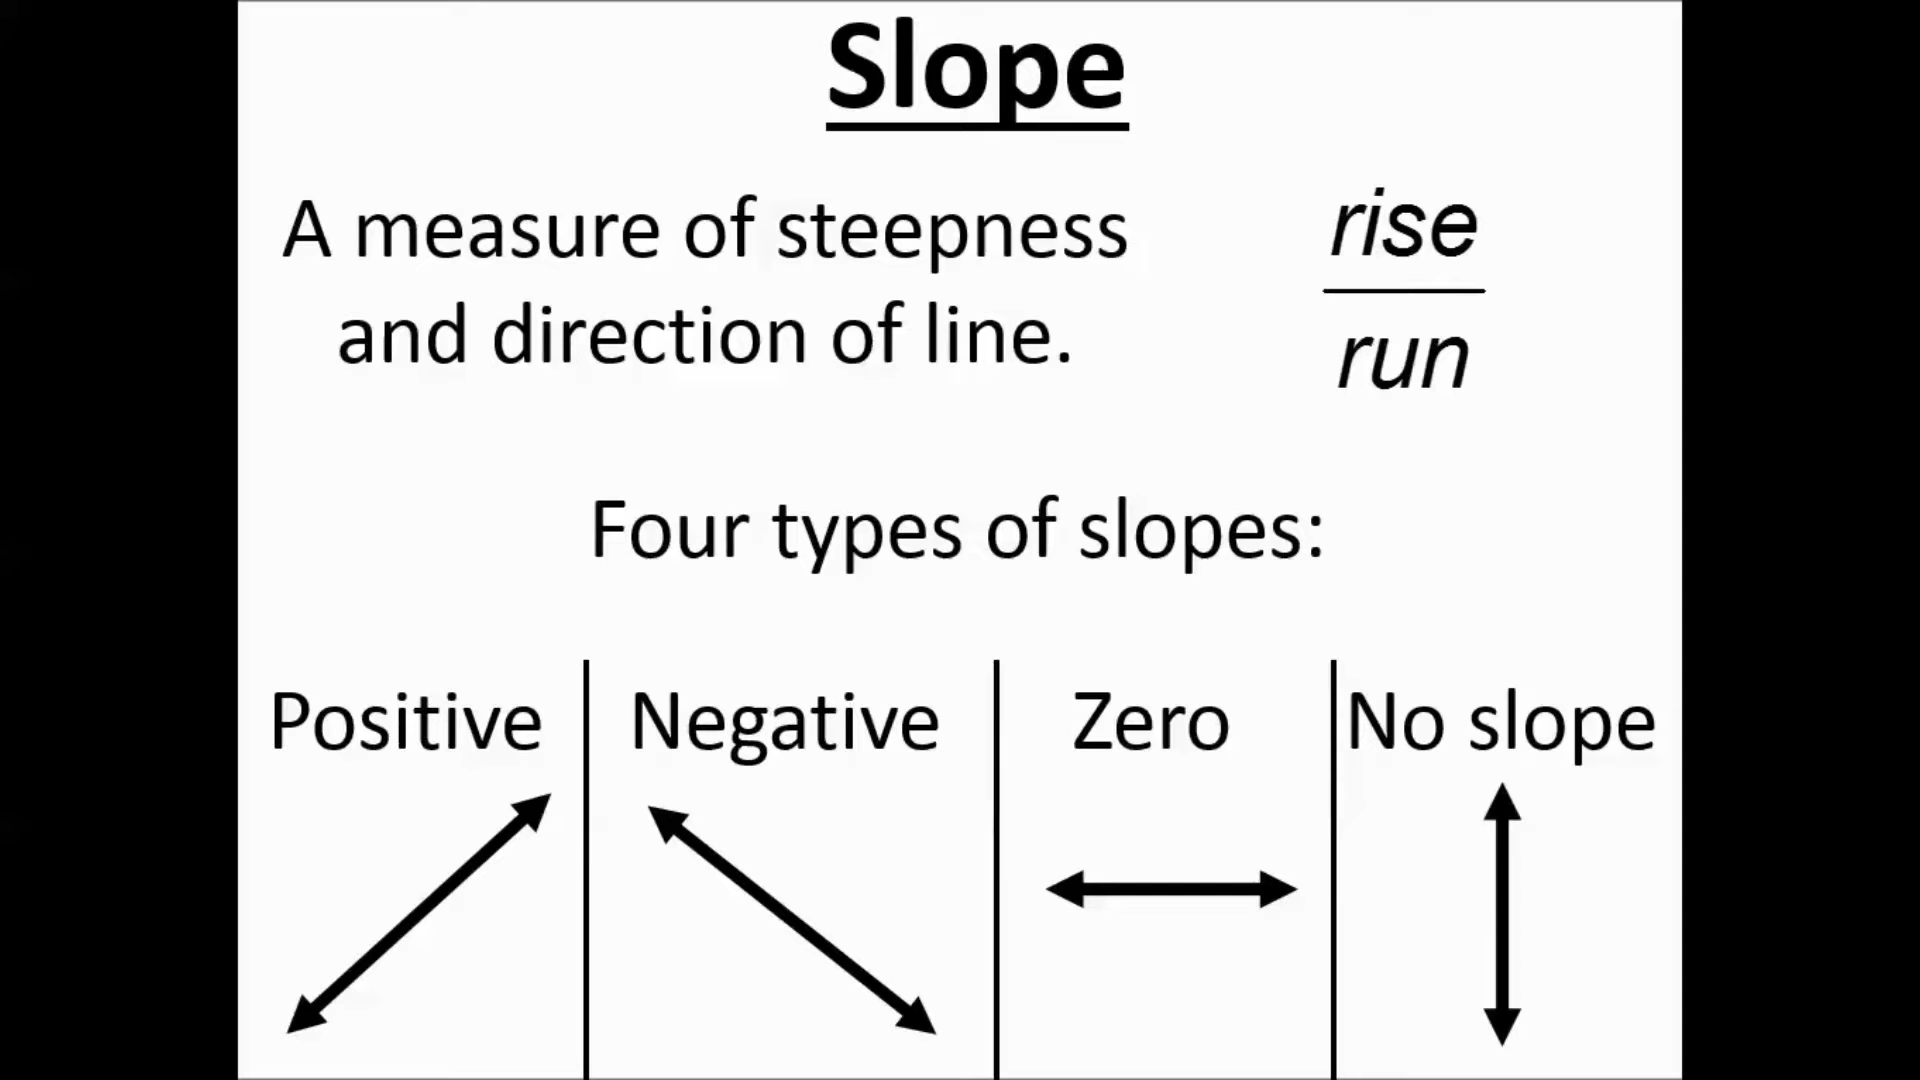 Slope
A measure of steepness
and direction of line.
rise
run
Four types of slopes:
Positive
Negative
Zero
No slope